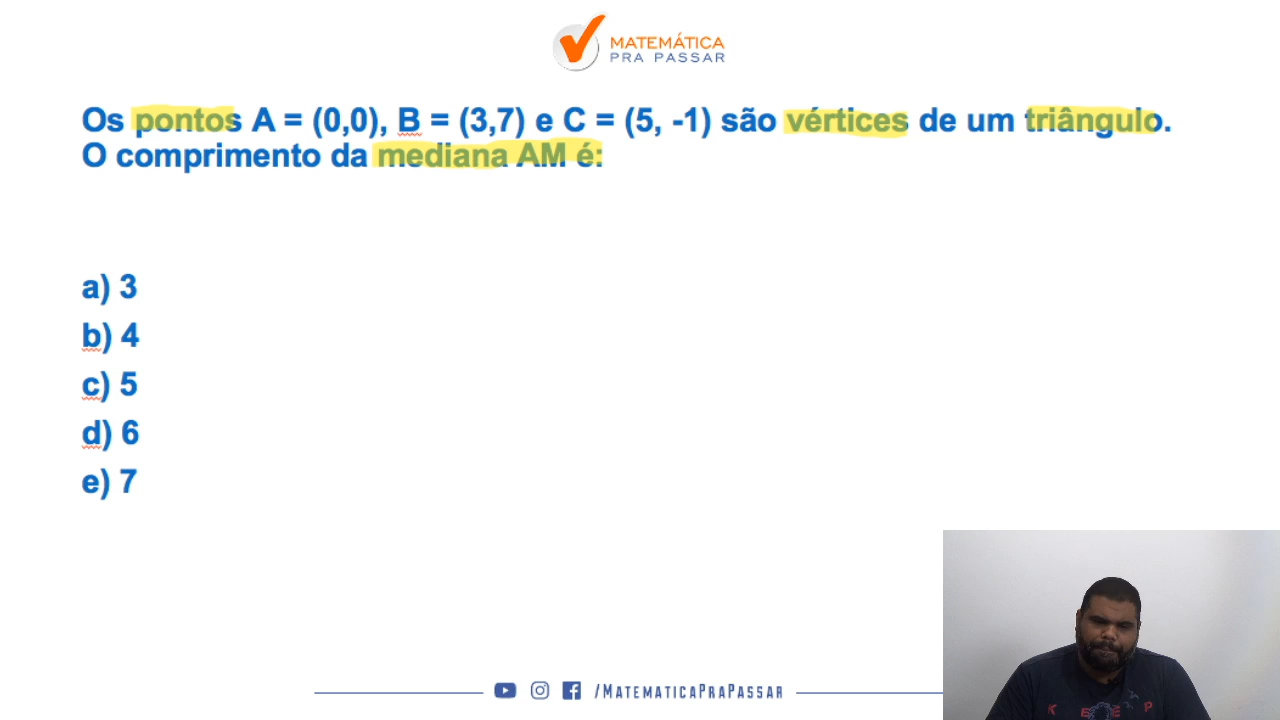 MATEMÁTICA
PRA PASSAR
Os pontos A = (0,0), B = (3,7) e C = (5, -1) são vértices de um triângulo.
O comprimento da mediana AM é:
a) 3
b) 4
c) 5
d) 6
e) 7
/MATEMATICAPRAPASSAR
K E E P